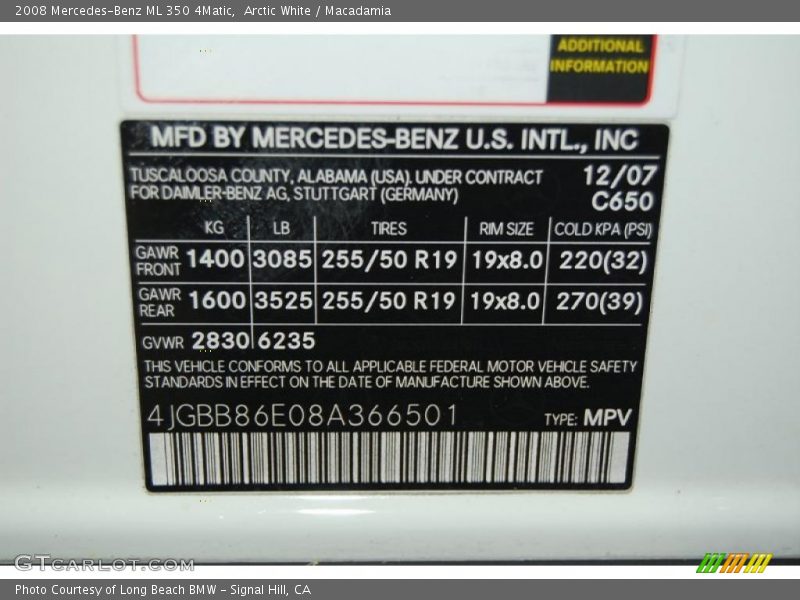 2008 Mercedes-Benz ML 350 4Matic,  Arctic White / Macadamia
ADDITIONAL
INFORMATION
MFD BY MERCEDES-BENZ U.S. INTL., INC
TUSCALOOSA COUNTY, ALABAMA (USA). UNDER CONTRACT 12/07
FOR DAIMLER-BENZ AG, STUTTGART (GERMANY) C650
KG LB TIRES RIM SIZE COLD KPA (PSI)
GAWR FRONT 1400 3085 255/50 R19 19x8.0 220(32)
GAWR REAR 1600 3525 255/50 R19 19x8.0 270(39)
GVWR 2830 6235
THIS VEHICLE CONFORMS TO ALL APPLICABLE FEDERAL MOTOR VEHICLE SAFETY
STANDARDS IN EFFECT ON THE DATE OF MANUFACTURE SHOWN ABOVE.
4JGBB86E08A366501 TYPE: MPV
GTCARLOT.COM
Photo Courtesy of Long Beach BMW - Signal Hill, CA